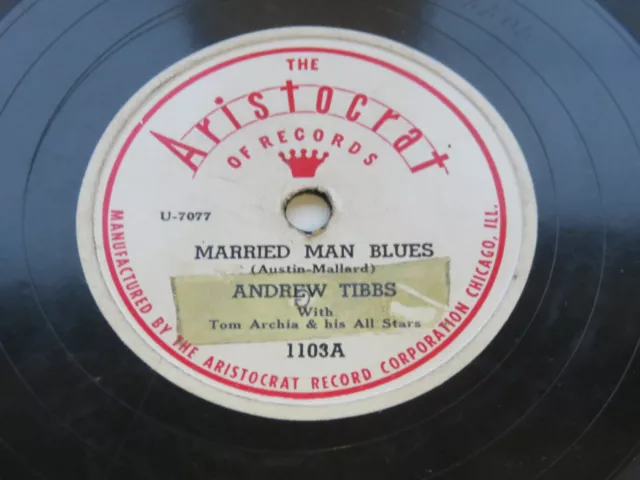 THE
Aristocrat
OF RECORDS
U-7077
MARRIED MAN BLUES
(Austin-Mallard)
ANDREW TIBBS
With
Tom Archia & his All Stars
1103A
MANUFACTURED BY THE ARISTOCRAT RECORD CORPORATION CHICAGO, ILL.